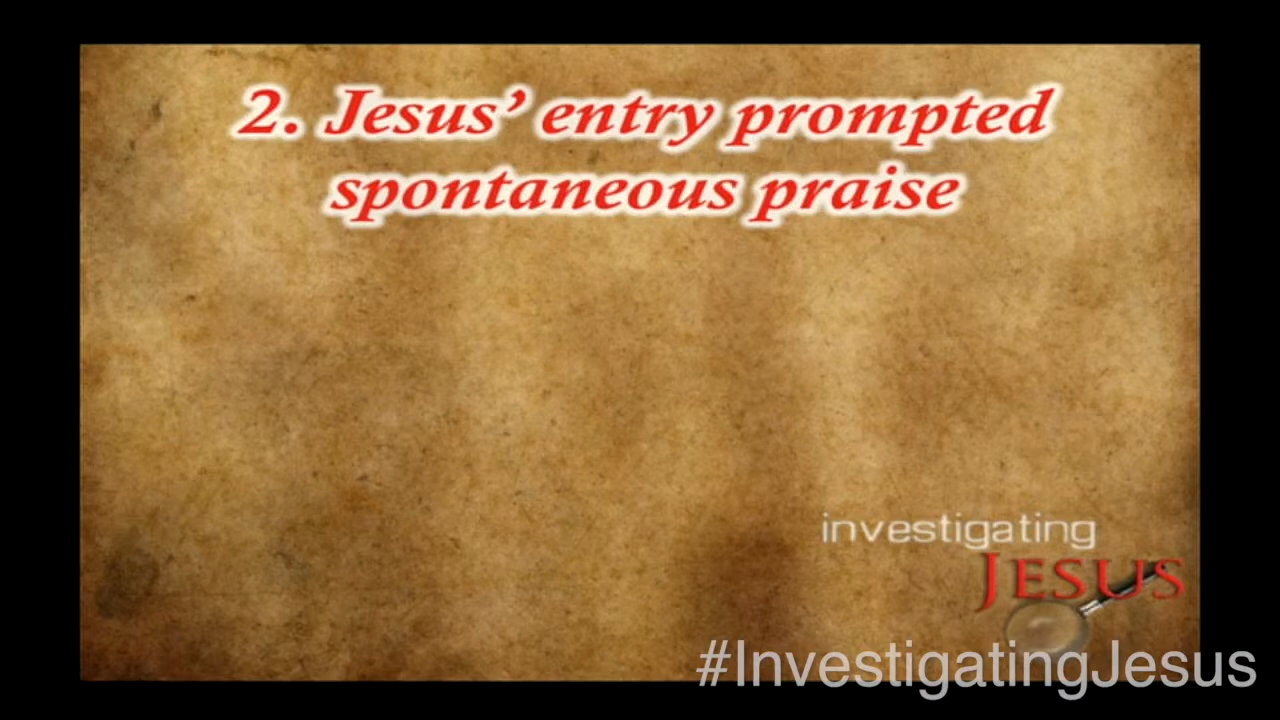 2. Jesus’ entry prompted
spontaneous praise
investigating
JESUS
#InvestigatingJesus